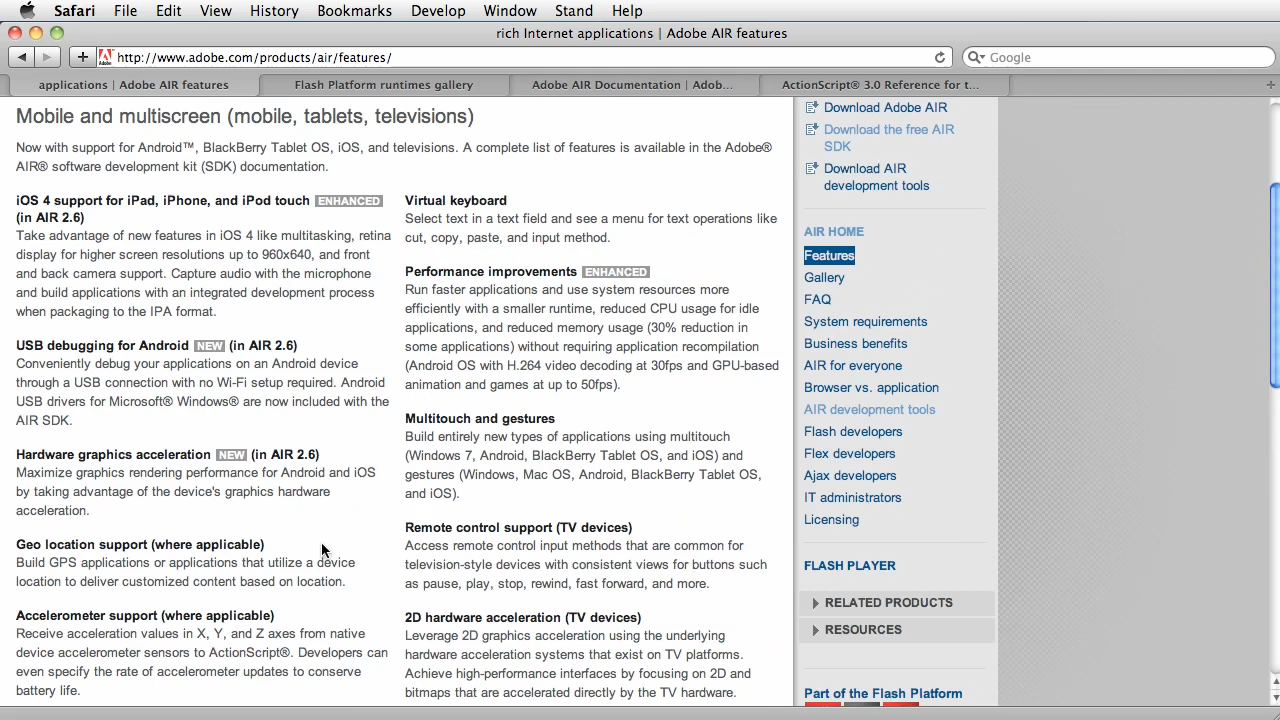 Safari File Edit View History Bookmarks Develop Window Stand Help
rich Internet applications | Adobe AIR features
http://www.adobe.com/products/air/features/
Google
applications | Adobe AIR features
Flash Platform runtimes gallery
Adobe AIR Documentation | Adob...
ActionScript® 3.0 Reference for t...
Mobile and multiscreen (mobile, tablets, televisions)
Now with support for Android™, BlackBerry Tablet OS, iOS, and televisions. A complete list of features is available in the Adobe®
AIR® software development kit (SDK) documentation.
iOS 4 support for iPad, iPhone, and iPod touch ENHANCED
(in AIR 2.6)
Take advantage of new features in iOS 4 like multitasking, retina
display for higher screen resolutions up to 960x640, and front
and back camera support. Capture audio with the microphone
and build applications with an integrated development process
when packaging to the IPA format.
USB debugging for Android NEW (in AIR 2.6)
Conveniently debug your applications on an Android device
through a USB connection with no Wi-Fi setup required. Android
USB drivers for Microsoft® Windows® are now included with the
AIR SDK.
Hardware graphics acceleration NEW (in AIR 2.6)
Maximize graphics rendering performance for Android and iOS
by taking advantage of the device's graphics hardware
acceleration.
Geo location support (where applicable)
Build GPS applications or applications that utilize a device
location to deliver customized content based on location.
Accelerometer support (where applicable)
Receive acceleration values in X, Y, and Z axes from native
device accelerometer sensors to ActionScript®. Developers can
even specify the rate of accelerometer updates to conserve
battery life.
Virtual keyboard
Select text in a text field and see a menu for text operations like
cut, copy, paste, and input method.
Performance improvements ENHANCED
Run faster applications and use system resources more
efficiently with a smaller runtime, reduced CPU usage for idle
applications, and reduced memory usage (30% reduction in
some applications) without requiring application recompilation
(Android OS with H.264 video decoding at 30fps and GPU-based
animation and games at up to 50fps).
Multitouch and gestures
Build entirely new types of applications using multitouch
(Windows 7, Android, BlackBerry Tablet OS, and iOS) and
gestures (Windows, Mac OS, Android, BlackBerry Tablet OS,
and iOS).
Remote control support (TV devices)
Access remote control input methods that are common for
television-style devices with consistent views for buttons such
as pause, play, stop, rewind, fast forward, and more.
2D hardware acceleration (TV devices)
Leverage 2D graphics acceleration using the underlying
hardware acceleration systems that exist on TV platforms.
Achieve high-performance interfaces by focusing on 2D and
bitmaps that are accelerated directly by the TV hardware.
Download Adobe AIR
Download the free AIR
SDK
Download AIR
development tools
AIR HOME
Features
Gallery
FAQ
System requirements
Business benefits
AIR for everyone
Browser vs. application
AIR development tools
Flash developers
Flex developers
Ajax developers
IT administrators
Licensing
FLASH PLAYER
RELATED PRODUCTS
RESOURCES
Part of the Flash Platform